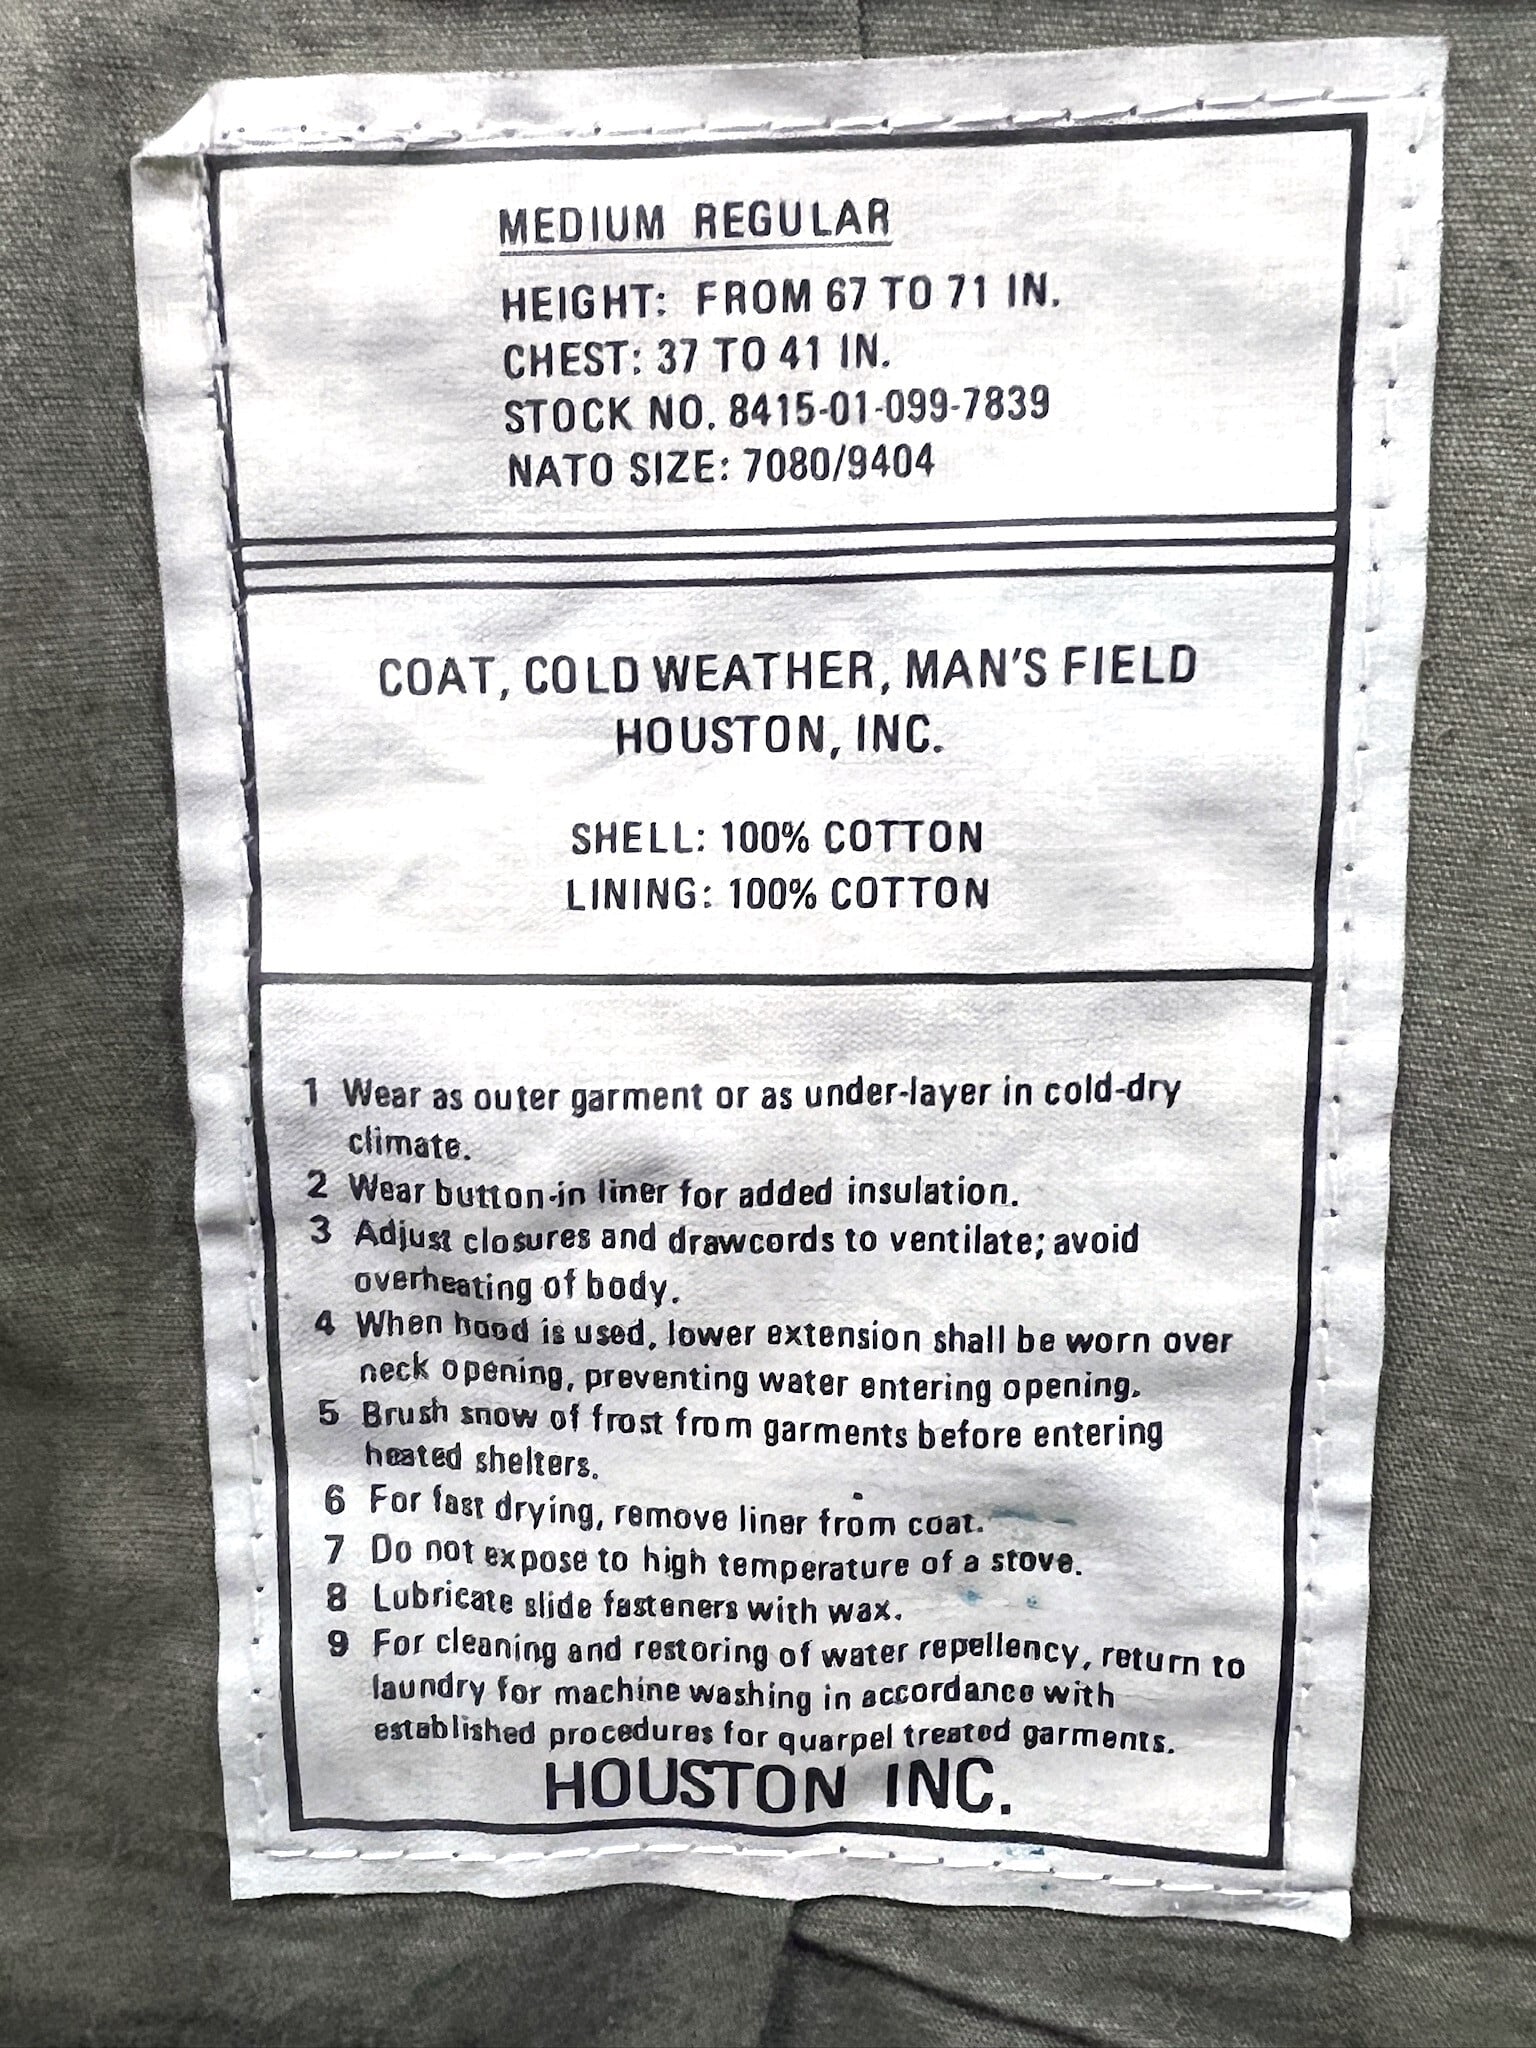 MEDIUM REGULAR
HEIGHT: FROM 67 TO 71 IN.
CHEST: 37 TO 41 IN.
STOCK NO. 8415-01-099-7839
NATO SIZE: 7080/9404
COAT, COLD WEATHER, MAN'S FIELD
HOUSTON, INC.
SHELL: 100% COTTON
LINING: 100% COTTON
1 Wear as outer garment or as under-layer in cold-dry
climate.
2 Wear button-in liner for added insulation.
3 Adjust closures and drawcords to ventilate; avoid
overheating of body.
4 When hood is used, lower extension shall be worn over
neck opening, preventing water entering opening.
5 Brush snow of frost from garments before entering
heated shelters.
6 For fast drying, remove liner from coat.
7 Do not expose to high temperature of a stove.
8 Lubricate slide fasteners with wax.
9 For cleaning and restoring of water repellency, return to
laundry for machine washing in accordance with
established procedures for quarpel treated garments.
HOUSTON INC.